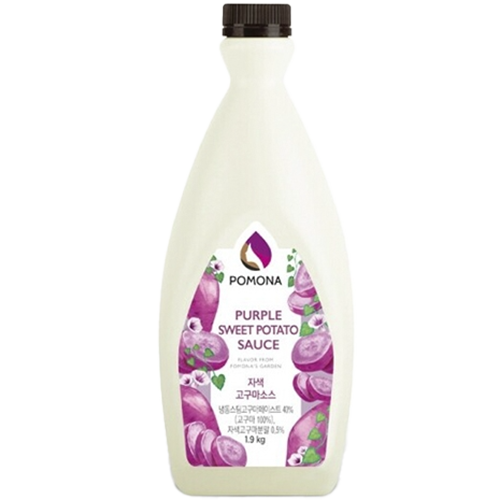 POMONA
PURPLE
SWEET POTATO
SAUCE
FLAVOR FROM
POMONA'S GARDEN
자색
고구마소스
냉동스팀고구마페이스트 40%
(고구마 100%),
자색고구마분말 0.5%
1.9 kg